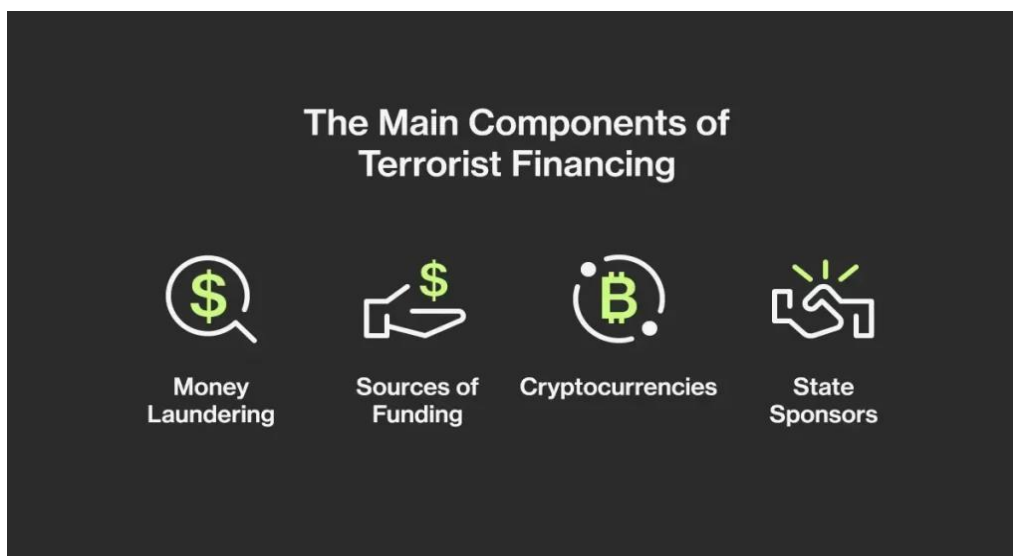 The Main Components of
Terrorist Financing
Money
Laundering
Sources of
Funding
Cryptocurrencies
State
Sponsors